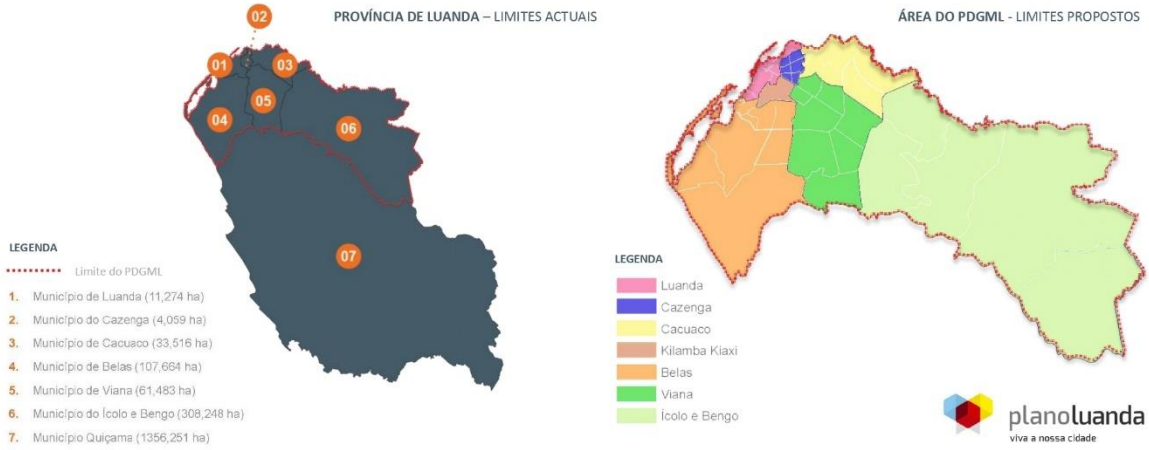 PROVÍNCIA DE LUANDA – LIMITES ACTUAIS
02
01
03
05
04
06
07
LEGENDA
Limite do PDGML
1. Município de Luanda (11,274 ha)
2. Município do Cazenga (4,059 ha)
3. Município de Cacuaco (33,516 ha)
4. Município de Belas (107,664 ha)
5. Município de Viana (61,483 ha)
6. Município do Ícolo e Bengo (308,248 ha)
7. Município Quiçama (1356,251 ha)
ÁREA DO PDGML - LIMITES PROPOSTOS
LEGENDA
Luanda
Cazenga
Cacuaco
Kilamba Kiaxi
Belas
Viana
Ícolo e Bengo
planoluanda
viva a nossa cidade